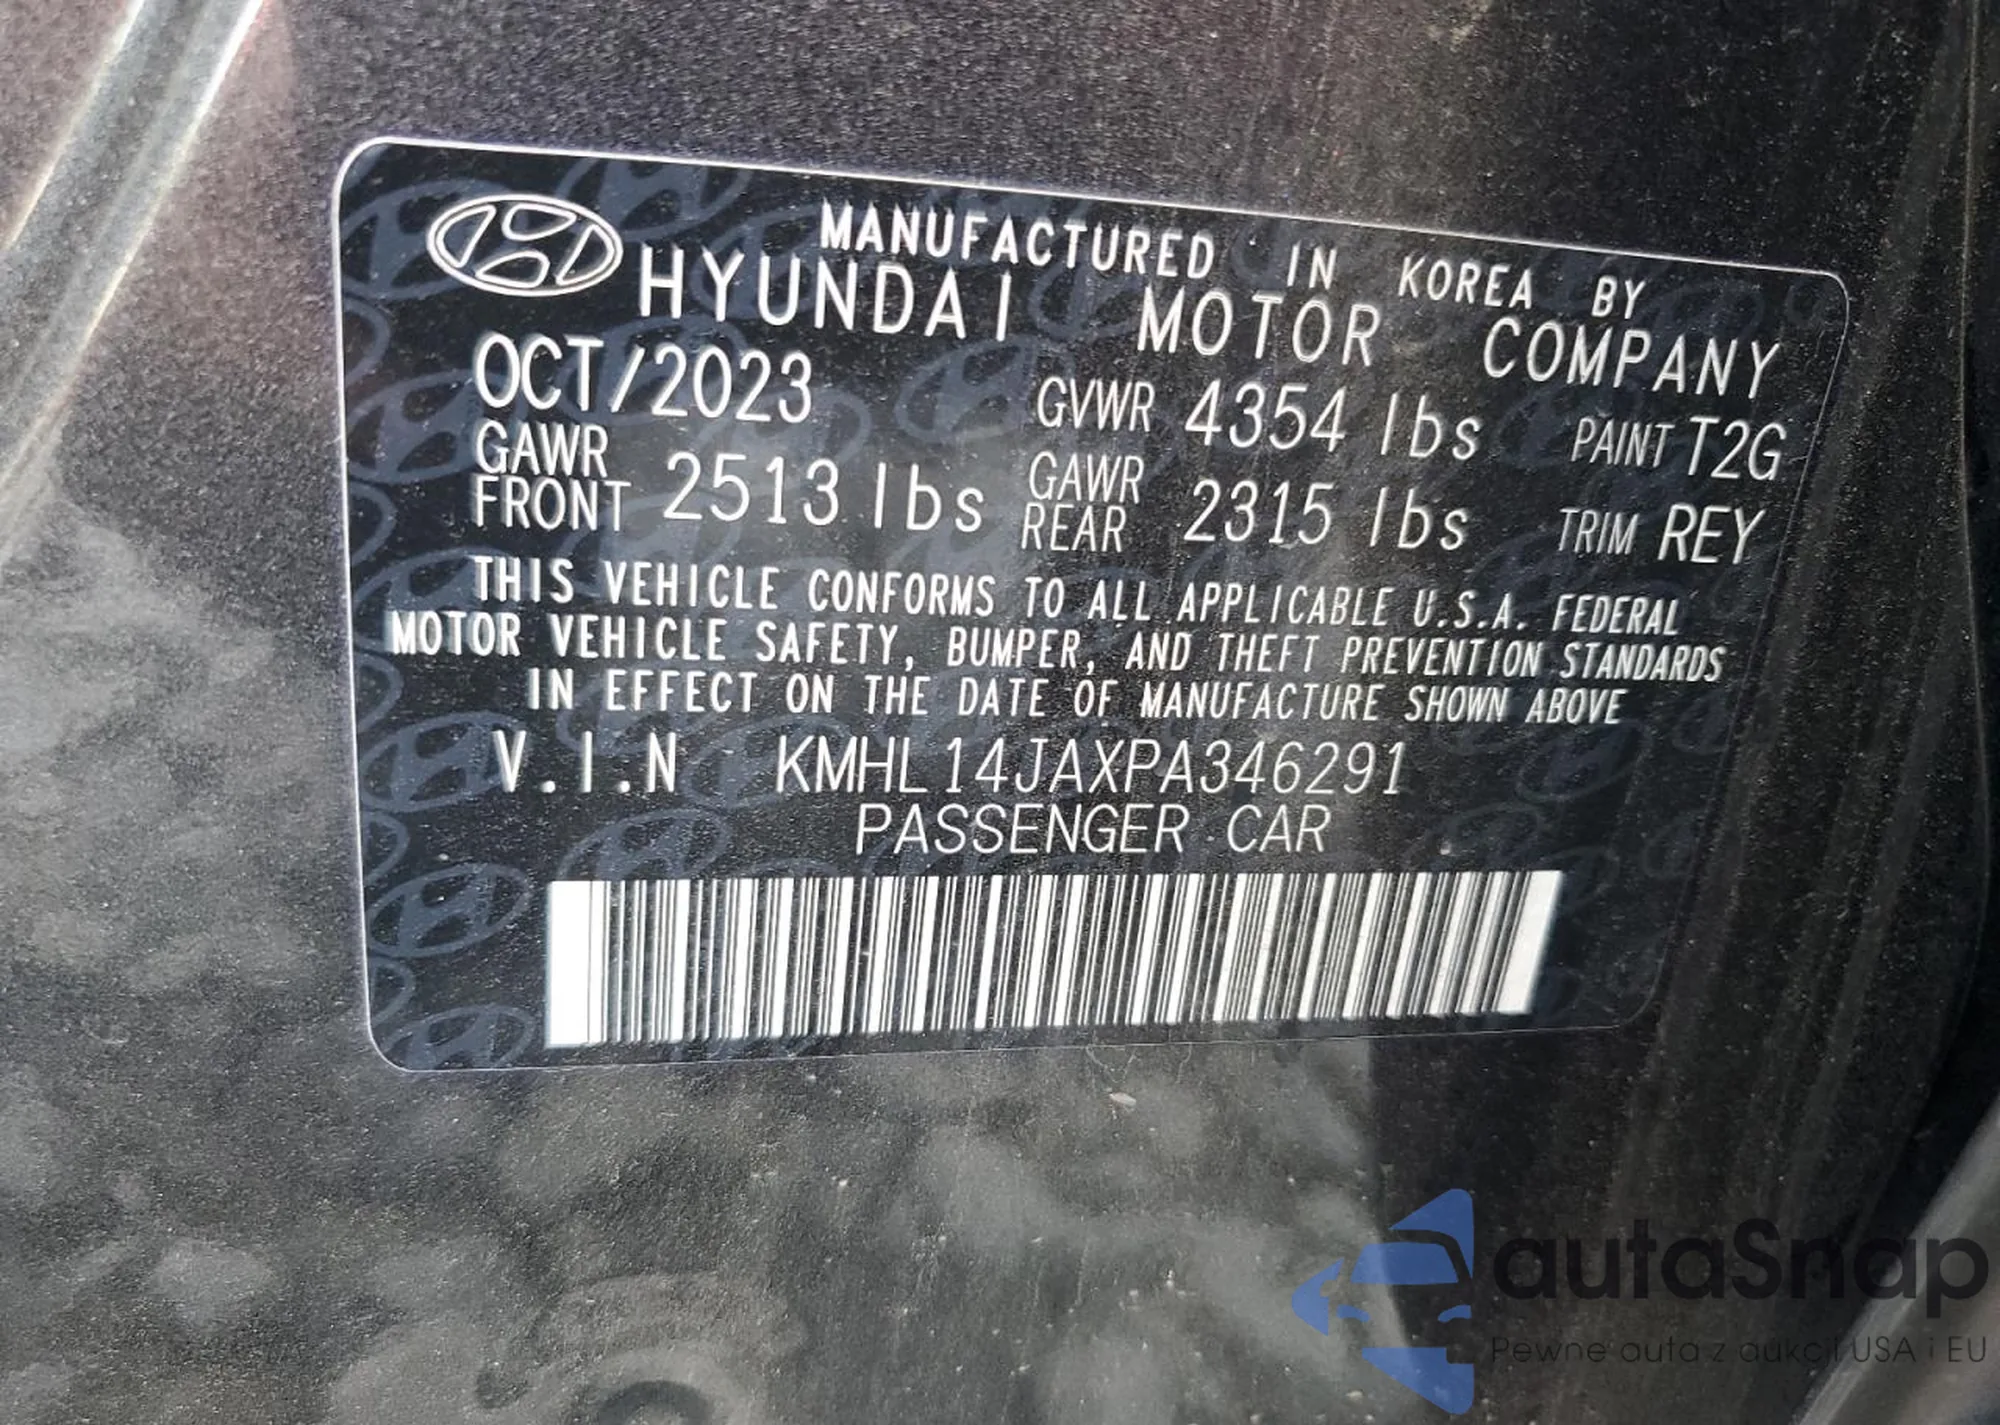 MANUFACTURED IN KOREA BY
HYUNDAI MOTOR COMPANY
OCT/2023 GVWR 4354 lbs PAINT T2G
GAWR FRONT 2513 lbs GAWR REAR 2315 lbs TRIM REY
THIS VEHICLE CONFORMS TO ALL APPLICABLE U.S.A. FEDERAL
MOTOR VEHICLE SAFETY, BUMPER, AND THEFT PREVENTION STANDARDS
IN EFFECT ON THE DATE OF MANUFACTURE SHOWN ABOVE
V.I.N KMHL14JAXPA346291
PASSENGER CAR
autaSnap
Pewne auta z aukcji USA i EU